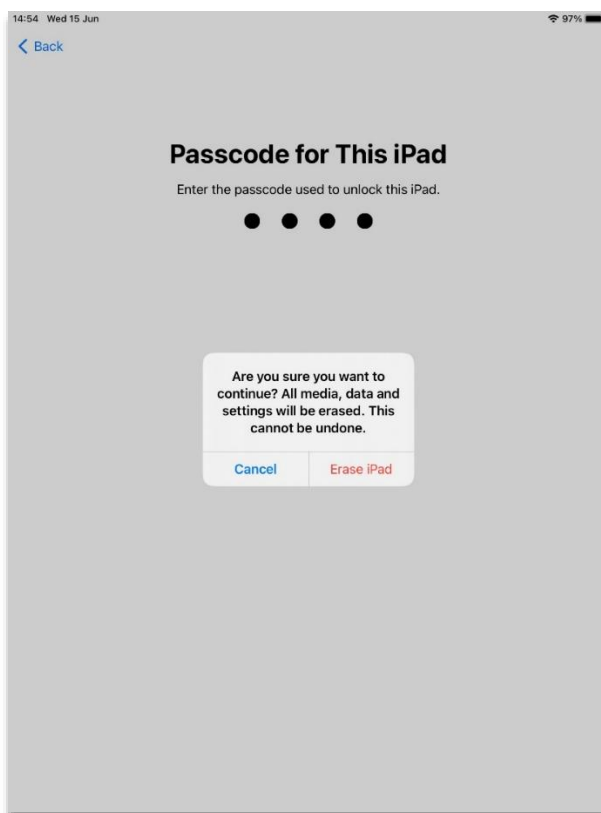 14:54 Wed 15 Jun
97%
Back
Passcode for This iPad
Enter the passcode used to unlock this iPad.
Are you sure you want to
continue? All media, data and
settings will be erased. This
cannot be undone.
Cancel
Erase iPad